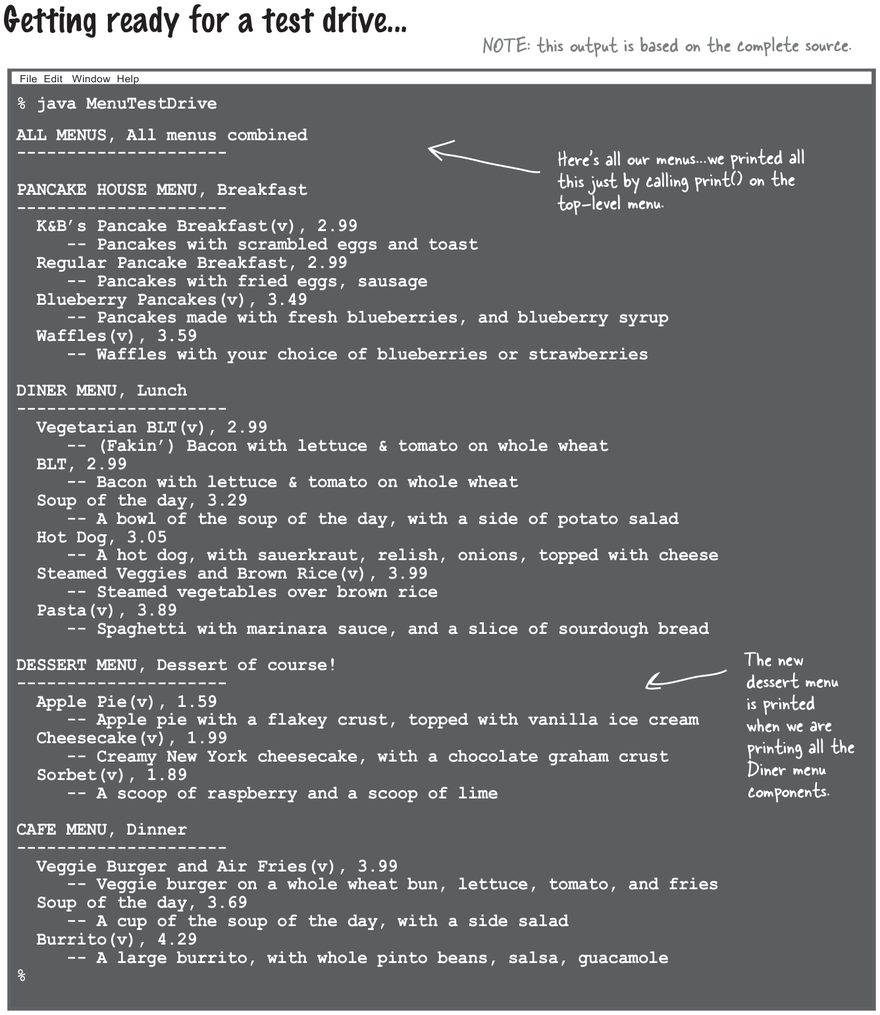 Getting ready for a test drive...
NOTE: this output is based on the complete source.
File Edit Window Help
% java MenuTestDrive
ALL MENUS, All menus combined
---------------------
Here's all our menus...we printed all
this just by calling print() on the
top-level menu.
PANCAKE HOUSE MENU, Breakfast
---------------------
K&B’s Pancake Breakfast(v), 2.99
-- Pancakes with scrambled eggs and toast
Regular Pancake Breakfast, 2.99
-- Pancakes with fried eggs, sausage
Blueberry Pancakes(v), 3.49
-- Pancakes made with fresh blueberries, and blueberry syrup
Waffles(v), 3.59
-- Waffles with your choice of blueberries or strawberries
DINER MENU, Lunch
---------------------
Vegetarian BLT(v), 2.99
-- (Fakin’) Bacon with lettuce & tomato on whole wheat
BLT, 2.99
-- Bacon with lettuce & tomato on whole wheat
Soup of the day, 3.29
-- A bowl of the soup of the day, with a side of potato salad
Hot Dog, 3.05
-- A hot dog, with sauerkraut, relish, onions, topped with cheese
Steamed Veggies and Brown Rice(v), 3.99
-- Steamed vegetables over brown rice
Pasta(v), 3.89
-- Spaghetti with marinara sauce, and a slice of sourdough bread
DESSERT MENU, Dessert of course!
---------------------
Apple Pie(v), 1.59
-- Apple pie with a flakey crust, topped with vanilla ice cream
Cheesecake(v), 1.99
-- Creamy New York cheesecake, with a chocolate graham crust
Sorbet(v), 1.89
-- A scoop of raspberry and a scoop of lime
The new
dessert menu
is printed
when we are
printing all the
Diner menu
components.
CAFE MENU, Dinner
---------------------
Veggie Burger and Air Fries(v), 3.99
-- Veggie burger on a whole wheat bun, lettuce, tomato, and fries
Soup of the day, 3.69
-- A cup of the soup of the day, with a side salad
Burrito(v), 4.29
-- A large burrito, with whole pinto beans, salsa, guacamole
%